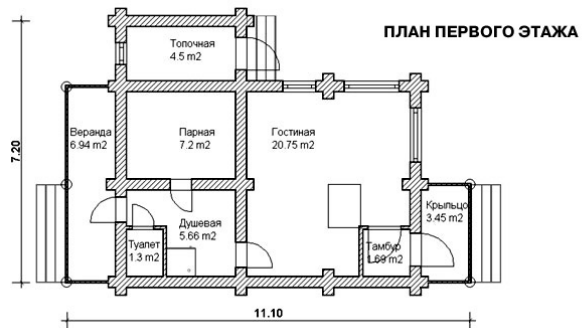 ПЛАН ПЕРВОГО ЭТАЖА
Топочная
4.5 m2
Веранда
6.94 m2
Парная
7.2 m2
Гостиная
20.75 m2
7.20
Душевая
5.66 m2
Туалет
1.3 m2
Крыльцо
3.45 m2
Тамбур
1.69 m2
11.10